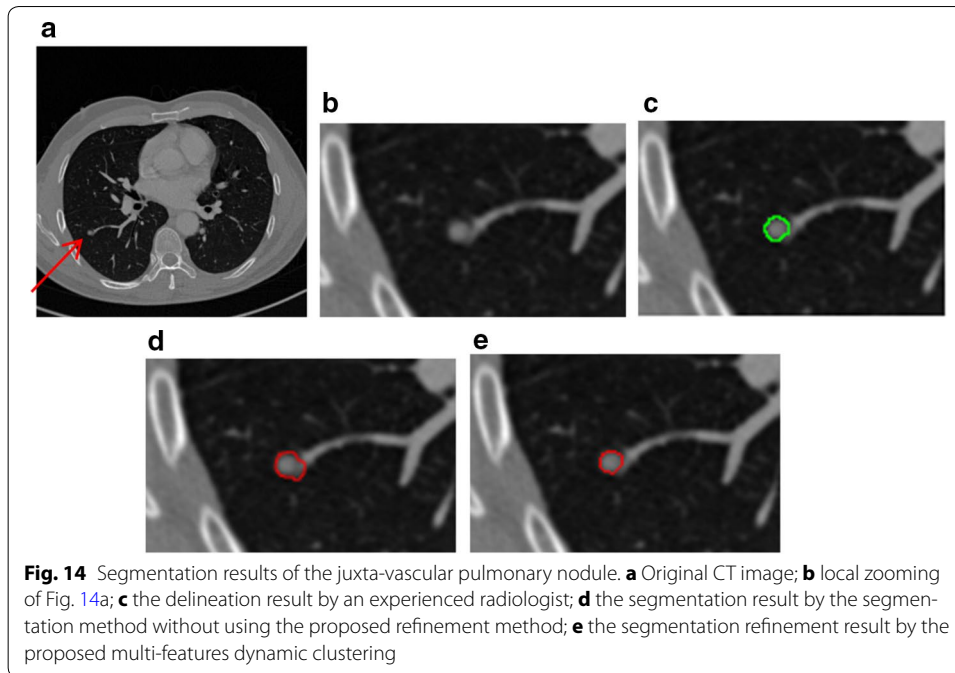 a
b
c
d
e
Fig. 14 Segmentation results of the juxta-vascular pulmonary nodule. a Original CT image; b local zooming
of Fig. 14a; c the delineation result by an experienced radiologist; d the segmentation result by the segmen-
tation method without using the proposed refinement method; e the segmentation refinement result by the
proposed multi-features dynamic clustering